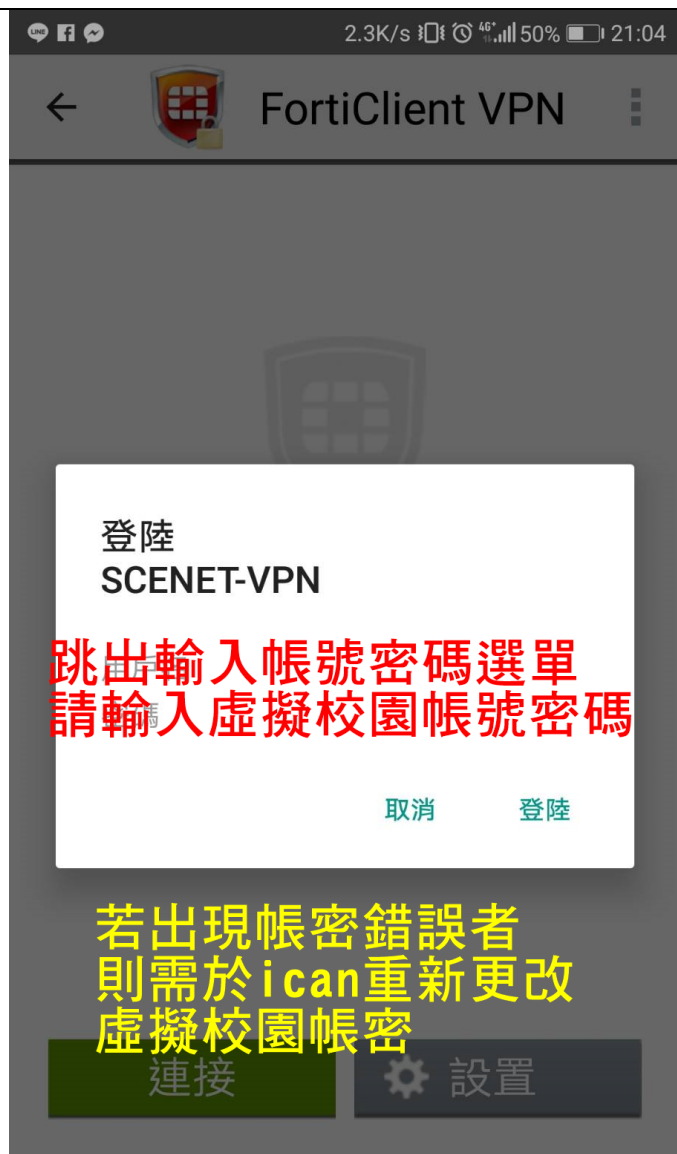 2.3K/s 4G+ 50% 21:04
FortiClient VPN
登陸
SCENET-VPN
跳出輸入帳號密碼選單
請輸入虛擬校園帳號密碼
取消 登陸
若出現帳密錯誤者
則需於ican重新更改
虛擬校園帳密
連接 設置